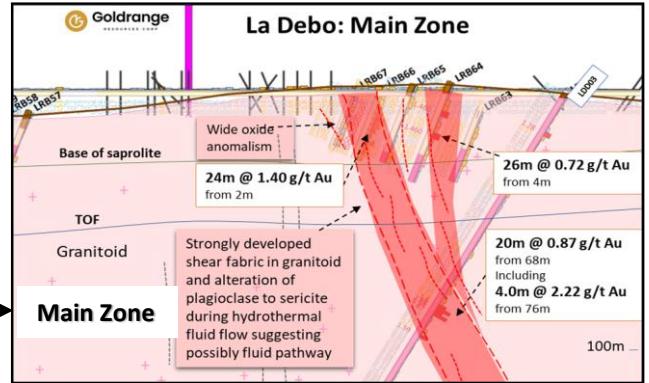 Goldrange
RESOURCES CORP
La Debo: Main Zone
LRB58
LRB57
LRB67
LRB66
LRB65
LRB64
LRB63
LDD03
Wide oxide
anomalism
Base of saprolite
24m @ 1.40 g/t Au
from 2m
26m @ 0.72 g/t Au
from 4m
TOF
Granitoid
Strongly developed
shear fabric in granitoid
and alteration of
plagioclase to sericite
during hydrothermal
fluid flow suggesting
possibly fluid pathway
20m @ 0.87 g/t Au
from 68m
Including
4.0m @ 2.22 g/t Au
from 76m
Main Zone
100m